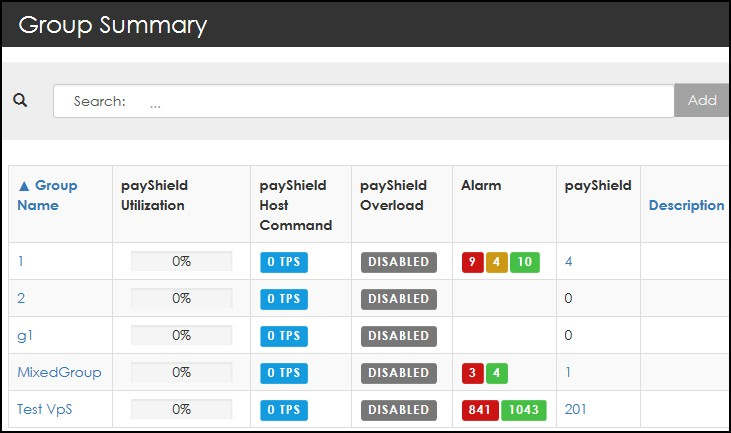 Group Summary
Search: ...
Add
▲ Group Name
payShield Utilization
payShield Host Command
payShield Overload
Alarm
payShield
Description
1 0% 0 TPS DISABLED 9 4 10 4
2 0% 0 TPS DISABLED 0
g1 0% 0 TPS DISABLED 0
MixedGroup 0% 0 TPS DISABLED 3 4 1
Test VpS 0% 0 TPS DISABLED 841 1043 201